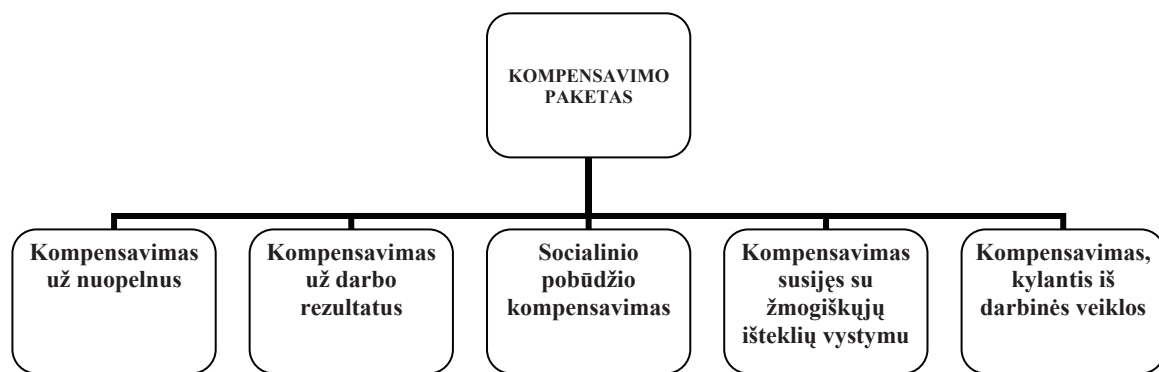 KOMPENSAVIMO
PAKETAS
Kompensavimas
už nuopelnus
Kompensavimas
už darbo
rezultatus
Socialinio
pobūdžio
kompensavimas
Kompensavimas
susijęs su
žmogiškųjų
išteklių vystymu
Kompensavimas,
kylantis iš
darbinės veiklos